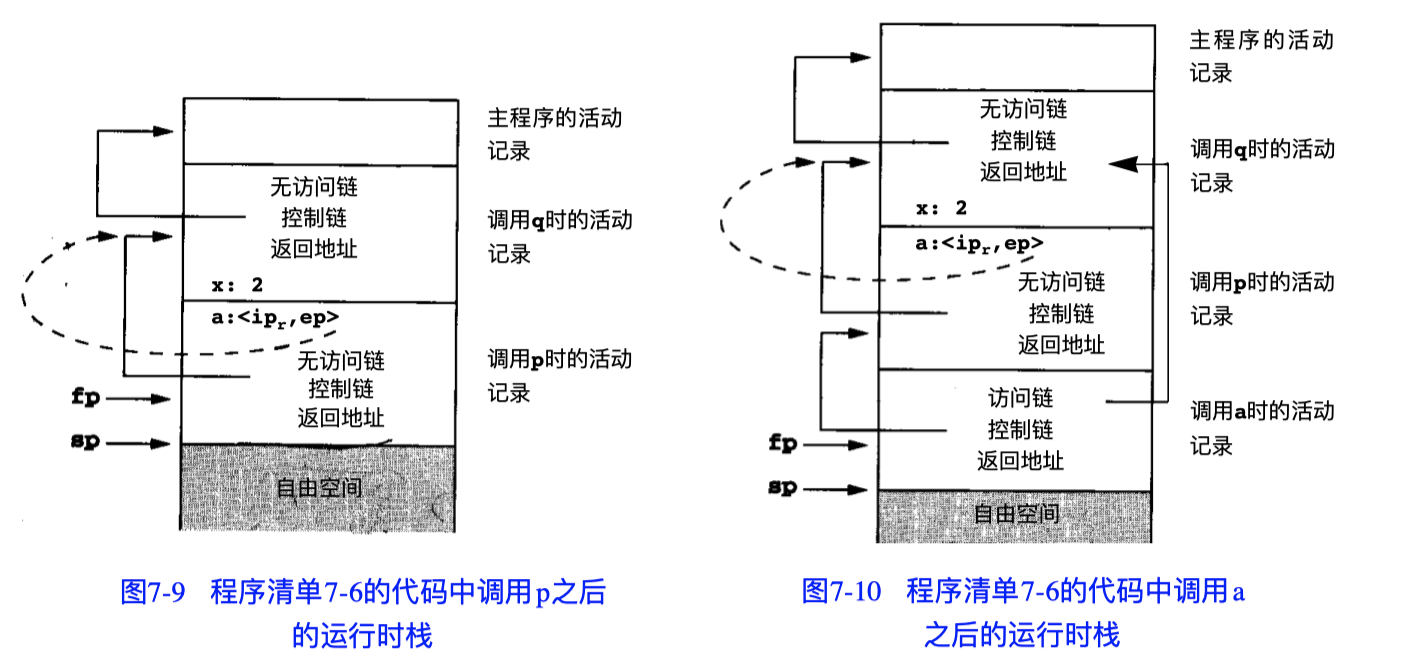 主程序的活动
记录
无访问链
控制链
返回地址
x: 2
调用q时的活动
记录
a:<ipr,ep>
无访问链
控制链
返回地址
调用p时的活动
记录
fp
sp
自由空间
图7-9 程序清单7-6的代码中调用p之后
的运行时栈
主程序的活动
记录
无访问链
控制链
返回地址
x: 2
调用q时的活动
记录
a:<ipr,ep>
无访问链
控制链
返回地址
调用p时的活动
记录
访问链
控制链
返回地址
调用a时的活动
记录
fp
sp
自由空间
图7-10 程序清单7-6的代码中调用a
之后的运行时栈